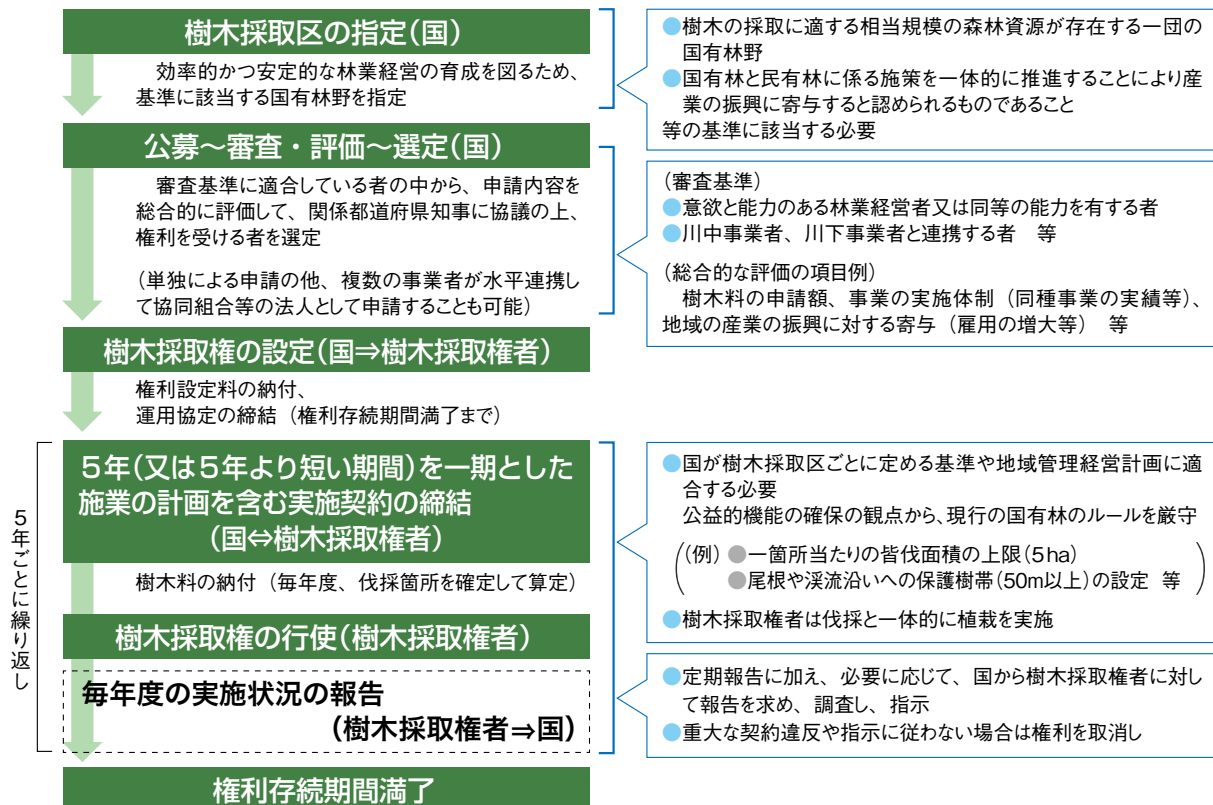 樹木採取区の指定(国)
効率的かつ安定的な林業経営の育成を図るため、
基準に該当する国有林野を指定
●樹木の採取に適する相当規模の森林資源が存在する一団の
国有林野
●国有林と民有林に係る施策を一体的に推進することにより産
業の振興に寄与すると認められるものであること
等の基準に該当する必要
公募～審査・評価～選定(国)
審査基準に適合している者の中から、申請内容を
総合的に評価して、関係都道府県知事に協議の上、
権利を受ける者を選定
(単独による申請の他、複数の事業者が水平連携し
て協同組合等の法人として申請することも可能)
(審査基準)
●意欲と能力のある林業経営者又は同等の能力を有する者
●川中事業者、川下事業者と連携する者 等
(総合的な評価の項目例)
樹木料の申請額、事業の実施体制(同種事業の実績等)、
地域の産業の振興に対する寄与(雇用の増大等) 等
樹木採取権の設定(国⇒樹木採取権者)
権利設定料の納付、
運用協定の締結(権利存続期間満了まで)
5年ごとに繰り返し
5年(又は5年より短い期間)を一期とした
施業の計画を含む実施契約の締結
(国⇔樹木採取権者)
樹木料の納付(毎年度、伐採箇所を確定して算定)
●国が樹木採取区ごとに定める基準や地域管理経営計画に適
合する必要
公益的機能の確保の観点から、現行の国有林のルールを厳守
(例) ●一箇所当たりの皆伐面積の上限(5ha)
●尾根や渓流沿いへの保護樹帯(50m以上)の設定 等
●樹木採取権者は伐採と一体的に植栽を実施
樹木採取権の行使(樹木採取権者)
毎年度の実施状況の報告
(樹木採取権者⇒国)
●定期報告に加え、必要に応じて、国から樹木採取権者に対し
て報告を求め、調査し、指示
●重大な契約違反や指示に従わない場合は権利を取消し
権利存続期間満了